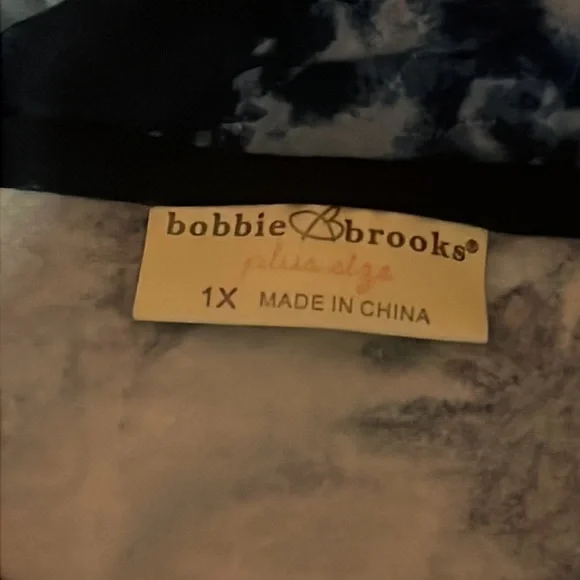 bobbie B brooks®
plus size
1X MADE IN CHINA